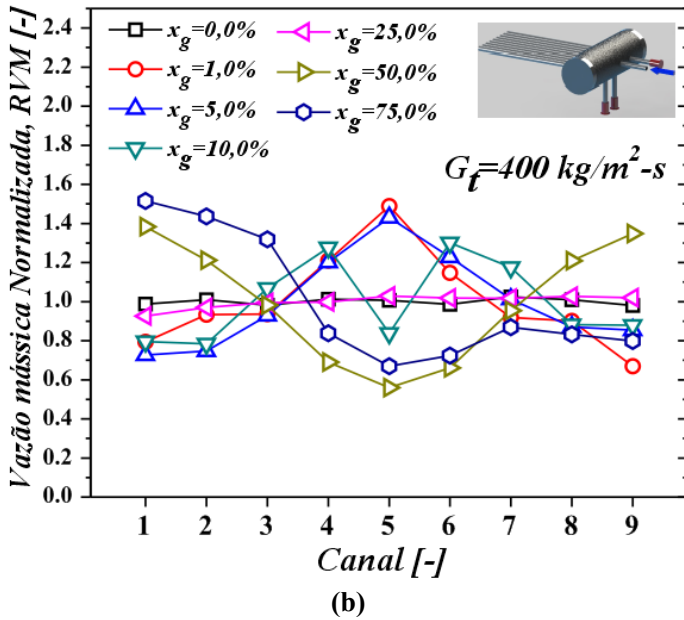 Vazão mássica Normalizada, RVM [-]
2.4
2.2
2.0
1.8
1.6
1.4
1.2
1.0
0.8
0.6
0.4
0.2
0.0
x_g=0,0%
x_g=1,0%
x_g=5,0%
x_g=10,0%
x_g=25,0%
x_g=50,0%
x_g=75,0%
G_t=400 kg/m²-s
1 2 3 4 5 6 7 8 9
Canal [-]
(b)